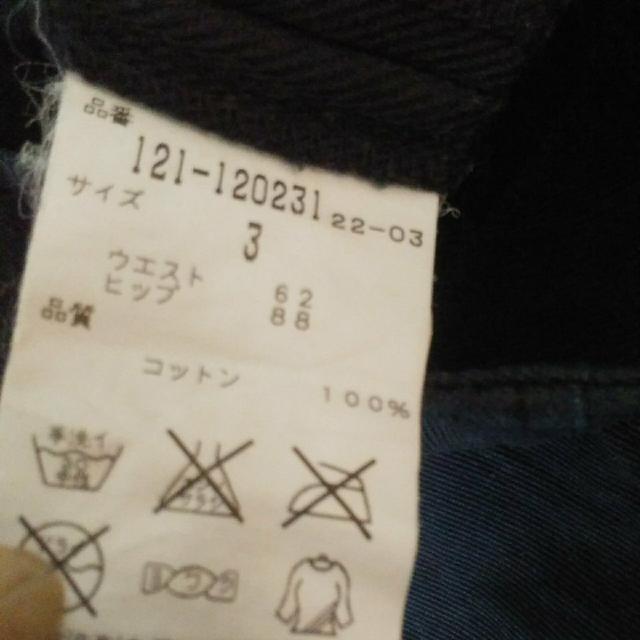 品番
121-120231 22-03
サイズ
3
ウエスト 62
ヒップ 88
品質
コットン 100%